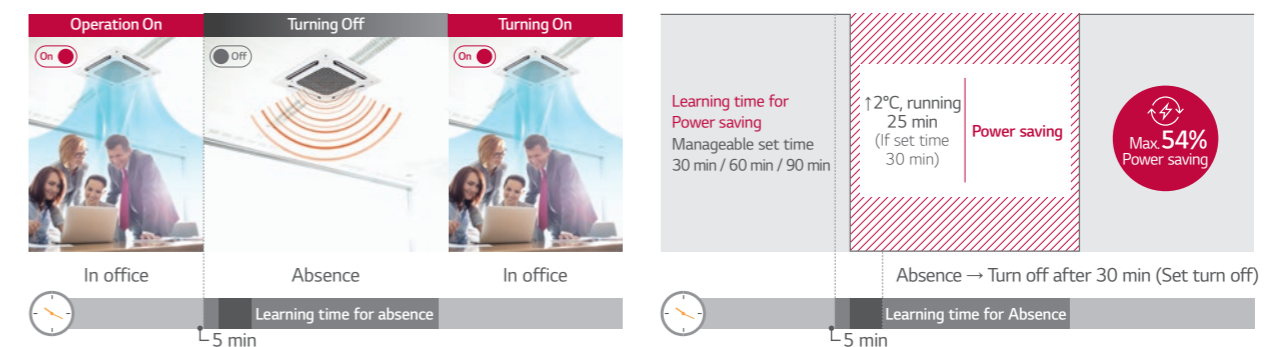 Operation On
Turning Off
Turning On
On
Off
On
In office
Absence
In office
Learning time for absence
5 min
Learning time for
Power saving
Manageable set time
30 min / 60 min / 90 min
↑2°C, running
25 min
(If set time
30 min)
Power saving
Max. 54%
Power saving
Absence → Turn off after 30 min (Set turn off)
Learning time for Absence
5 min